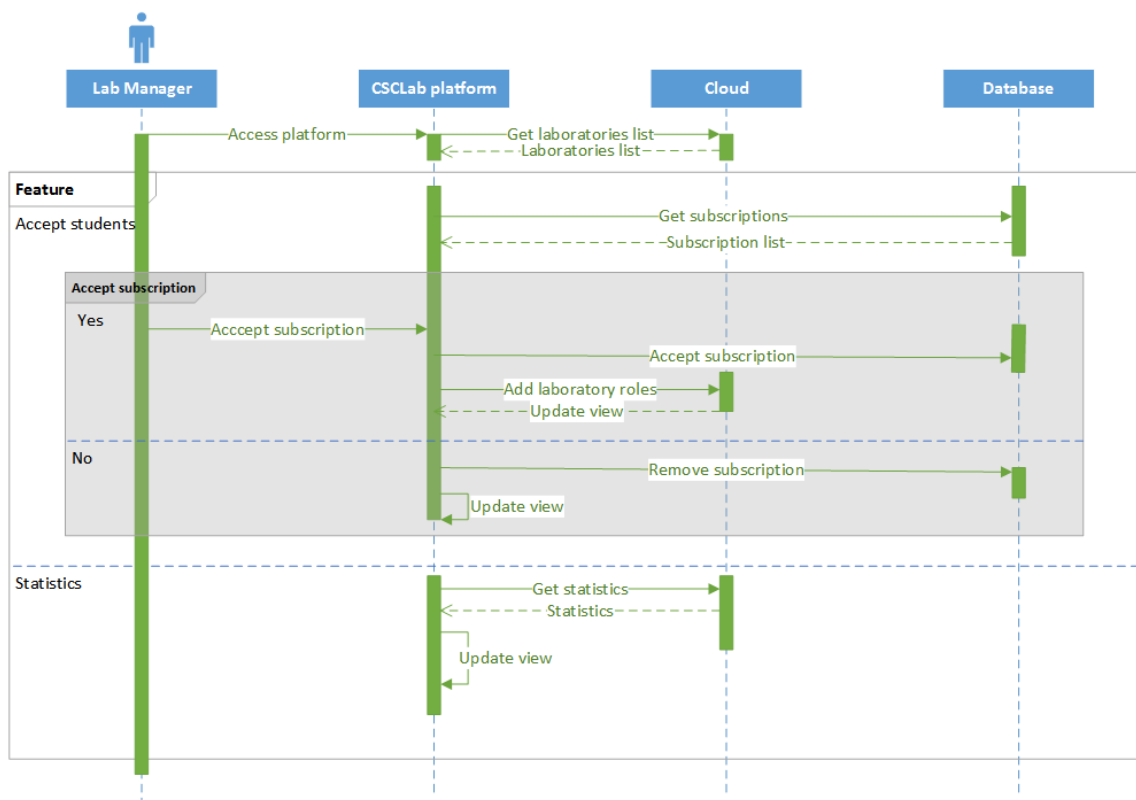 Lab Manager
CSCLab platform
Cloud
Database
Access platform
Get laboratories list
Laboratories list
Feature
Accept students
Get subscriptions
Subscription list
Accept subscription
Yes
Acccept subscription
Accept subscription
Add laboratory roles
Update view
No
Remove subscription
Update view
Statistics
Get statistics
Statistics
Update view